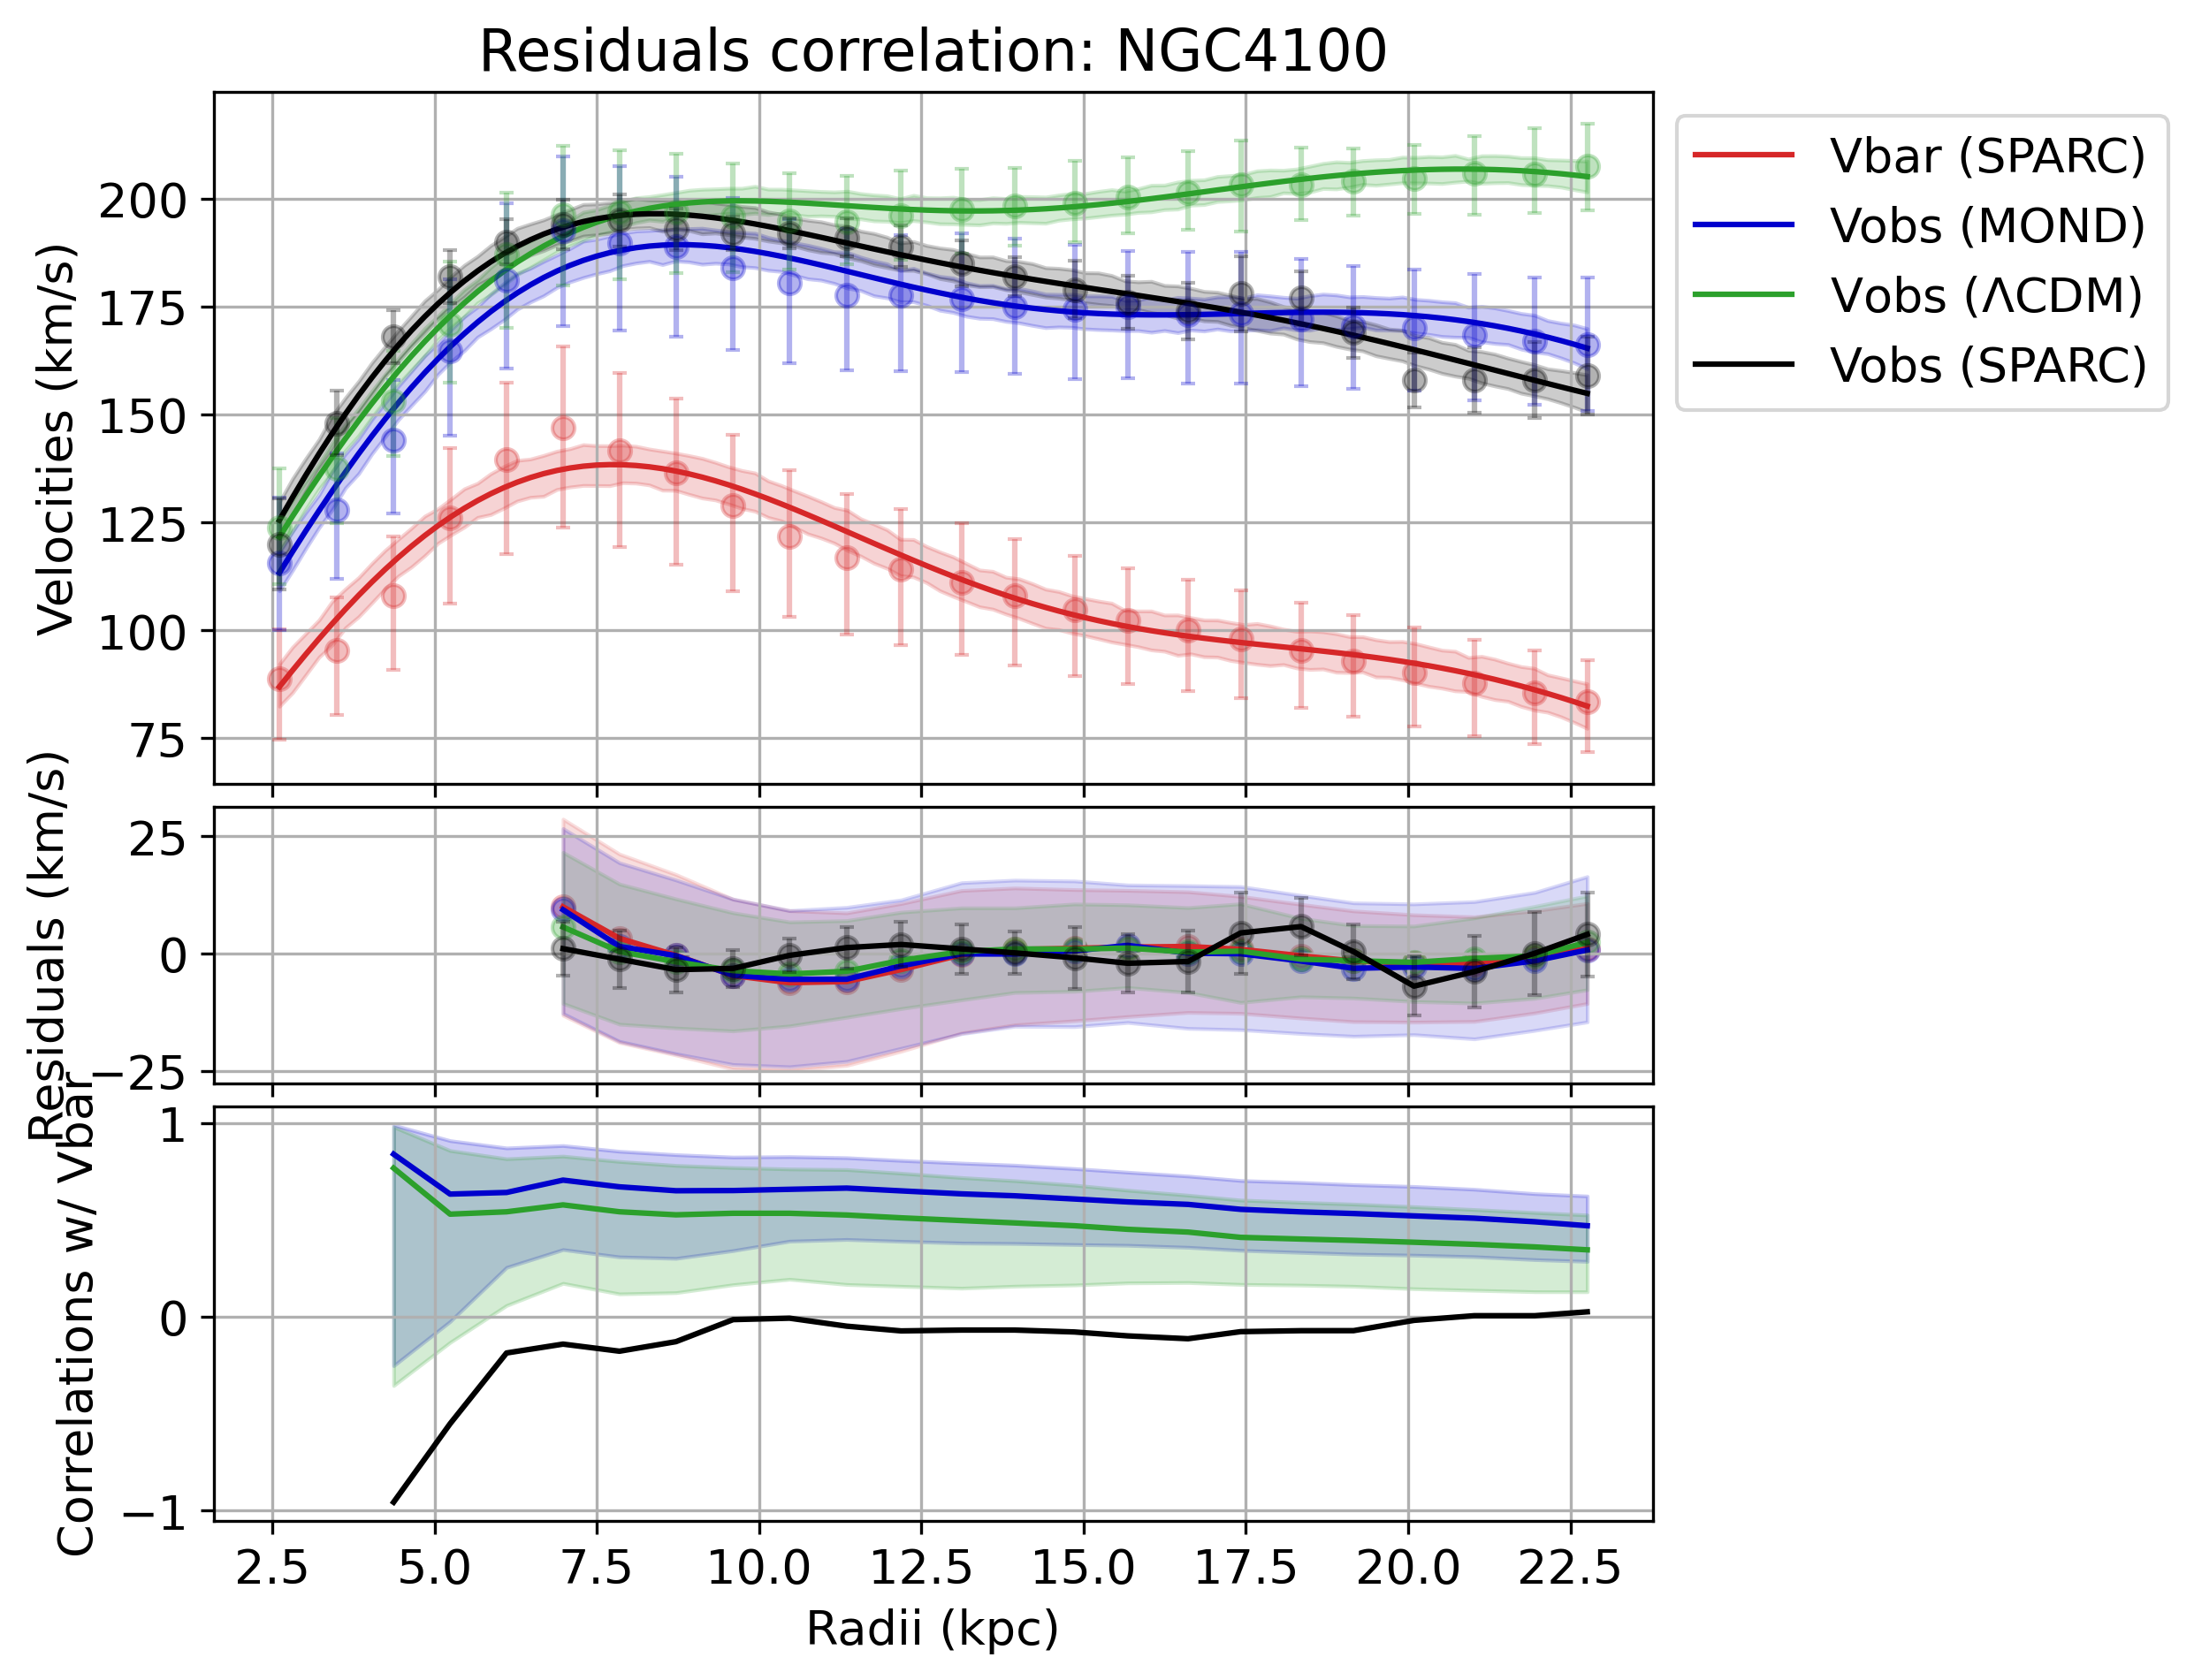 Residuals correlation: NGC4100
Velocities (km/s)
200
175
150
125
100
75
Vbar (SPARC)
Vobs (MOND)
Vobs (ΛCDM)
Vobs (SPARC)
Residuals (km/s)
25
0
−25
Correlations w/ Vbar
1
0
−1
2.5 5.0 7.5 10.0 12.5 15.0 17.5 20.0 22.5
Radii (kpc)